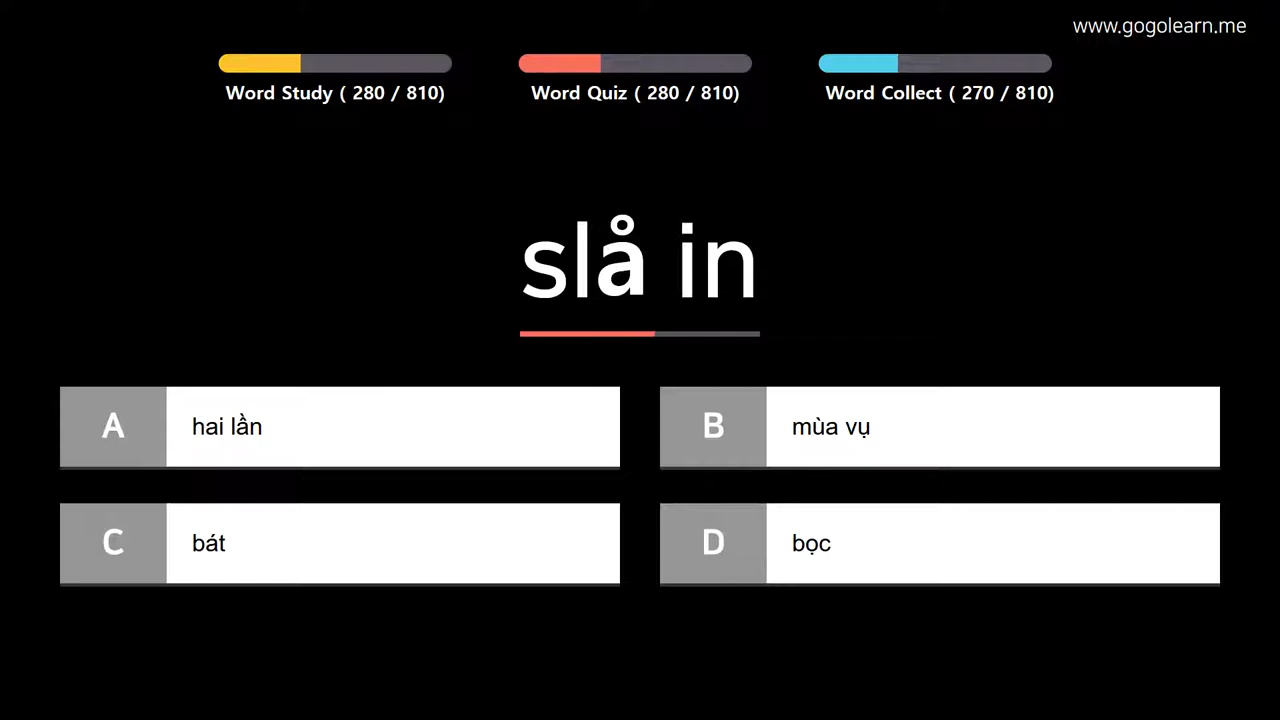 www.gogolearn.me
Word Study ( 280 / 810)
Word Quiz ( 280 / 810)
Word Collect ( 270 / 810)
slå in
A hai lần
B mùa vụ
C bát
D bọc